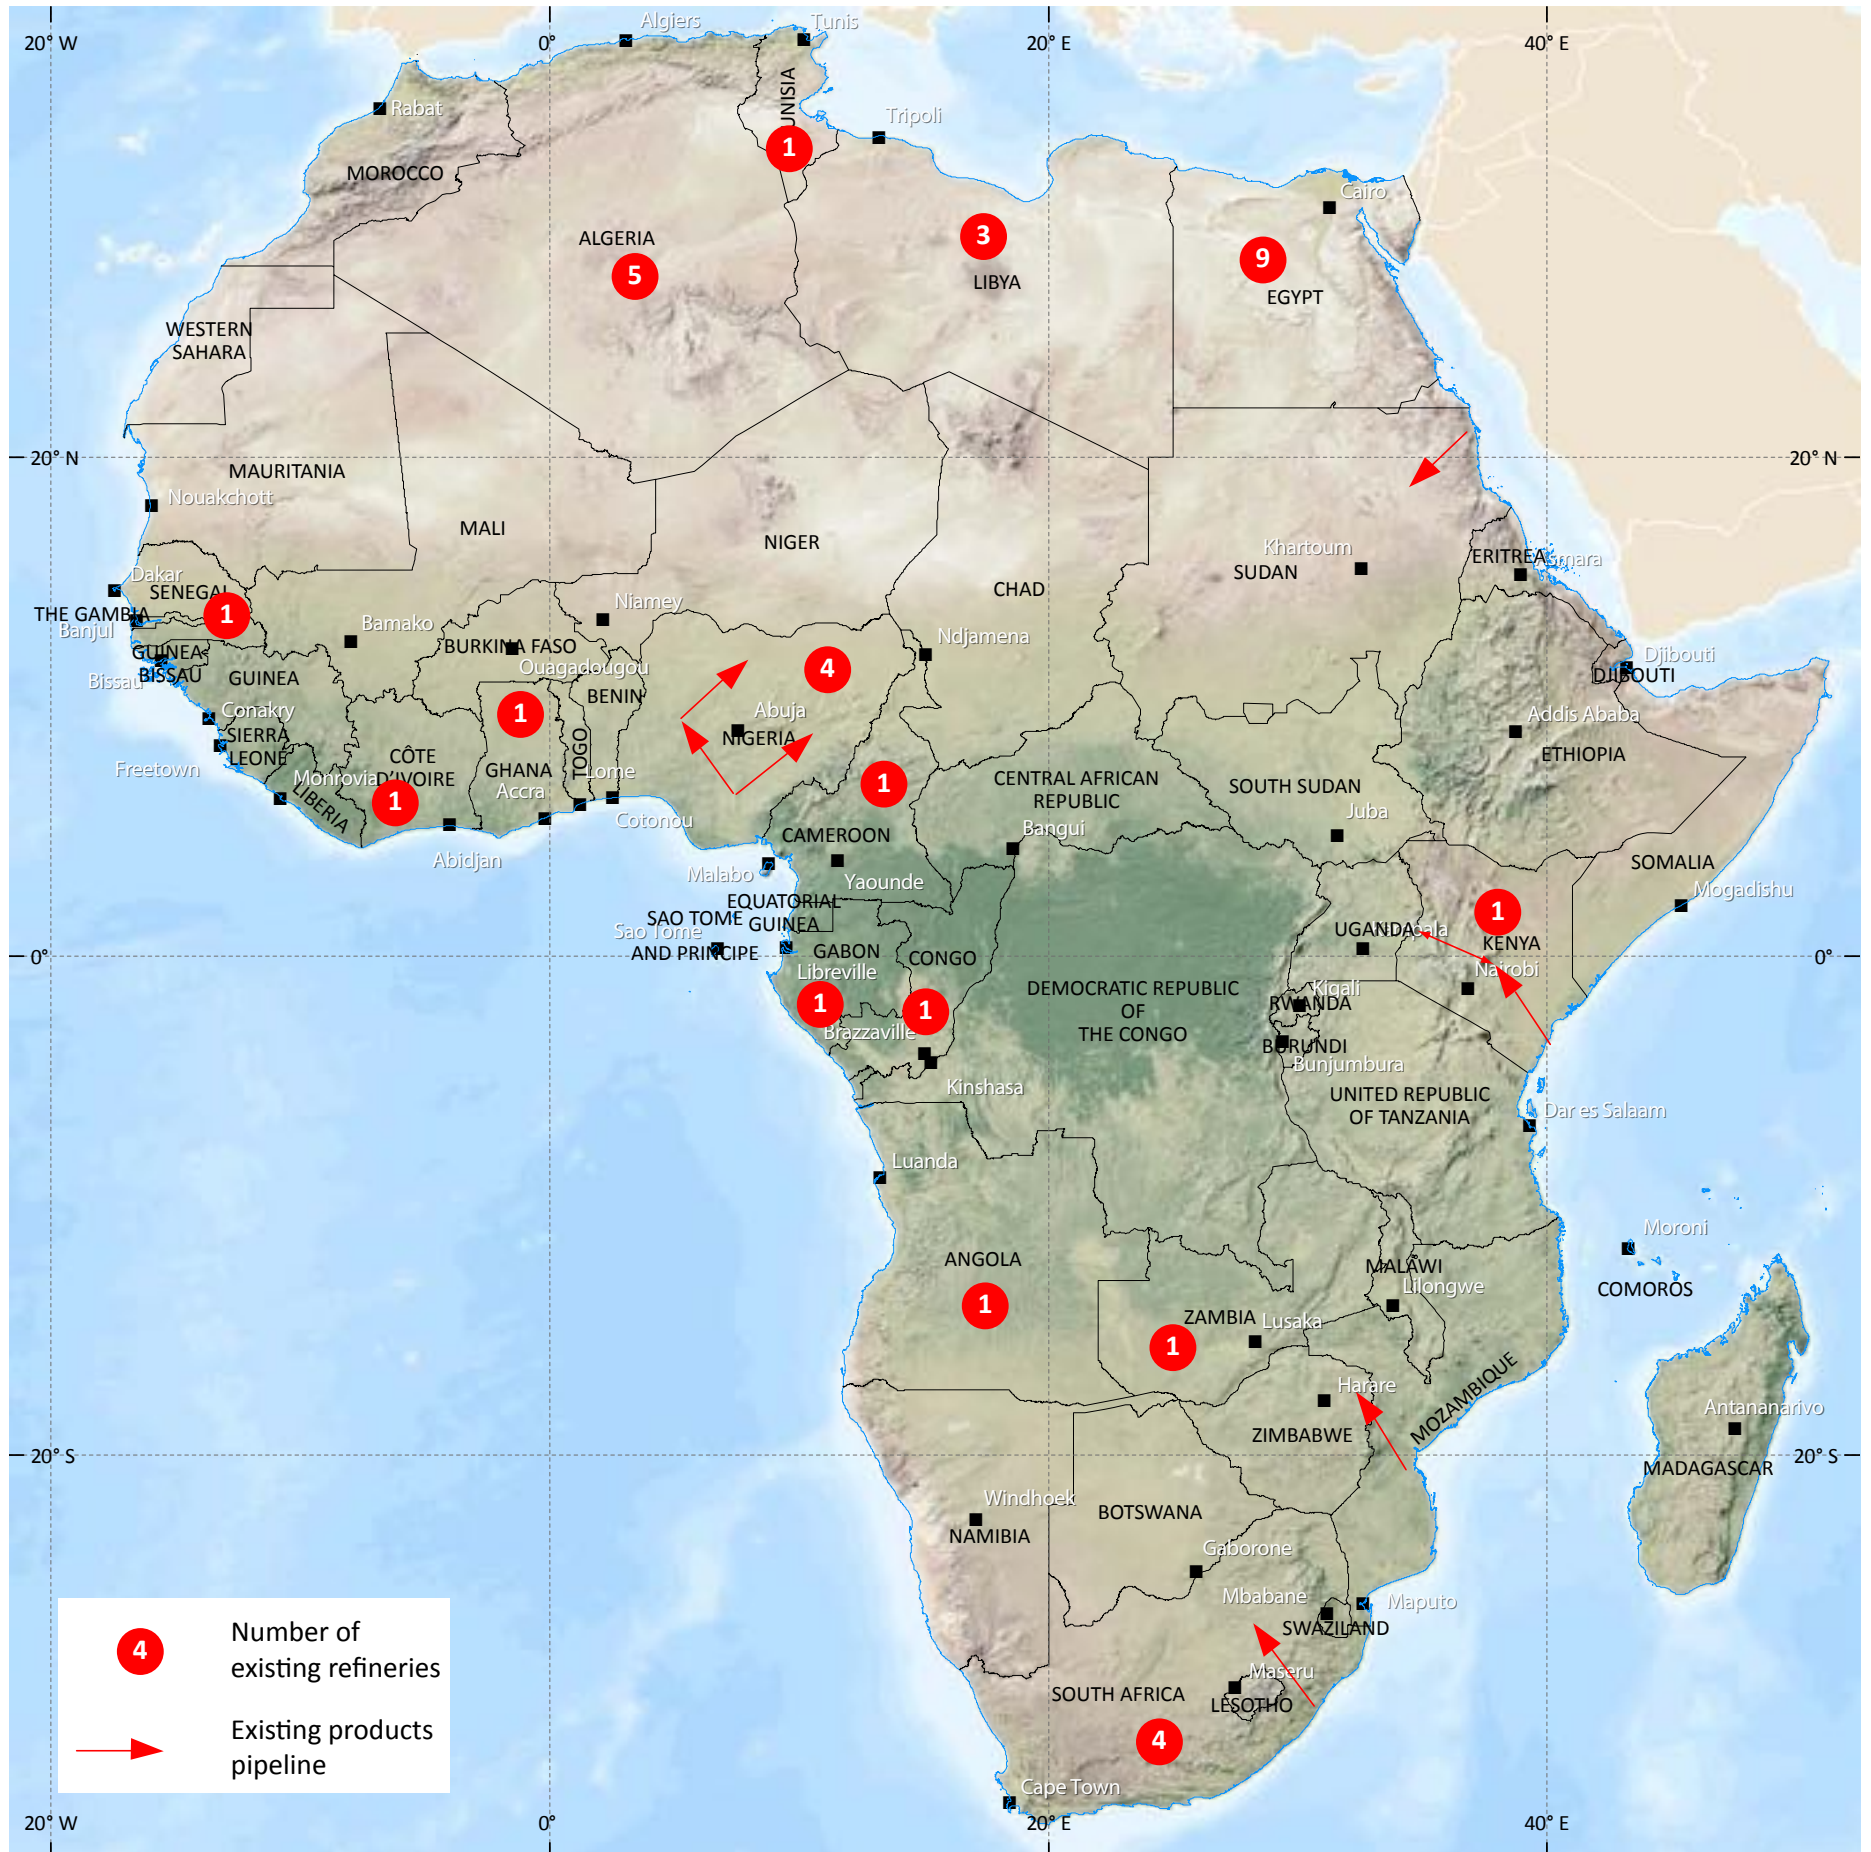 20° W
0°
20° E
40° E
Algiers
Tunis
Rabat
TUNISIA
Tripoli
1
MOROCCO
Cairo
ALGERIA
3
5
9
LIBYA
EGYPT
WESTERN
SAHARA
20° N
20° N
MAURITANIA
Nouakchott
MALI
NIGER
Khartoum
SUDAN
ERITREA
Asmara
Dakar
SENEGAL
CHAD
THE GAMBIA
1
Niamey
Banjul
Bamako
Ndjamena
GUINEA-
BISSAU
Bissau
BURKINA FASO
Ouagadougou
4
Djibouti
DJIBOUTI
GUINEA
BENIN
Conakry
1
Abuja
NIGERIA
Addis Ababa
ETHIOPIA
SIERRA
LEONE
Freetown
CÔTE
D'IVOIRE
GHANA
Accra
TOGO
Lome
Monrovia
LIBERIA
1
1
CENTRAL AFRICAN
REPUBLIC
SOUTH SUDAN
Juba
Cotonou
Bangui
CAMEROON
Abidjan
Malabo
Yaounde
SOMALIA
Mogadishu
EQUATORIAL
GUINEA
SAO TOME
AND PRINCIPE
Sao Tome
1
UGANDA
Kampala
KENYA
GABON
Libreville
CONGO
0°
0°
Nairobi
DEMOCRATIC REPUBLIC
OF
THE CONGO
Kigali
RWANDA
1
1
Brazzaville
BURUNDI
Bunjumbura
Kinshasa
UNITED REPUBLIC
OF TANZANIA
Dar es Salaam
Luanda
Moroni
ANGOLA
MALAWI
Lilongwe
COMOROS
1
ZAMBIA
Lusaka
1
MOZAMBIQUE
Harare
Antananarivo
ZIMBABWE
20° S
20° S
MADAGASCAR
Windhoek
NAMIBIA
BOTSWANA
Gaborone
Mbabane
Maputo
SWAZILAND
Maseru
LESOTHO
SOUTH AFRICA
4
Cape Town
4
Number of
existing refineries
Existing products
pipeline
20° W
0°
20° E
40° E